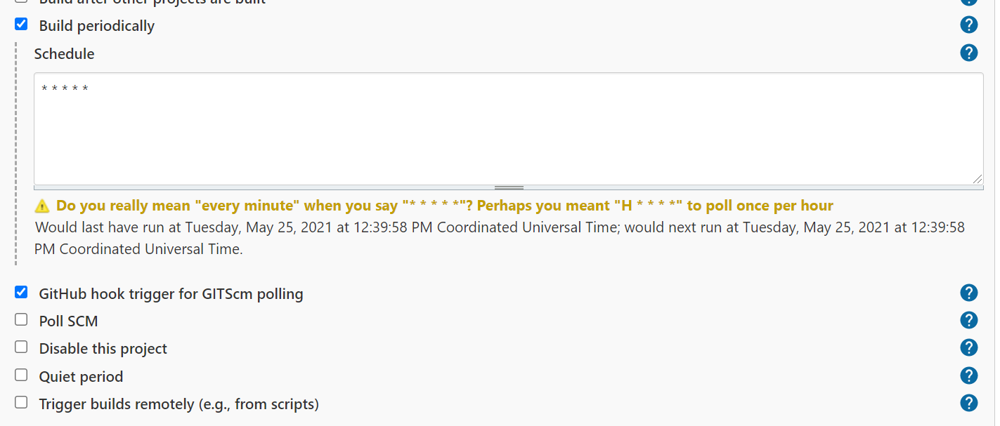 Build after other projects are built
?
Build periodically
?
Schedule
?
* * * * *
Do you really mean "every minute" when you say "* * * * *"? Perhaps you meant "H * * * *" to poll once per hour
Would last have run at Tuesday, May 25, 2021 at 12:39:58 PM Coordinated Universal Time; would next run at Tuesday, May 25, 2021 at 12:39:58
PM Coordinated Universal Time.
GitHub hook trigger for GITScm polling
?
Poll SCM
?
Disable this project
?
Quiet period
?
Trigger builds remotely (e.g., from scripts)
?